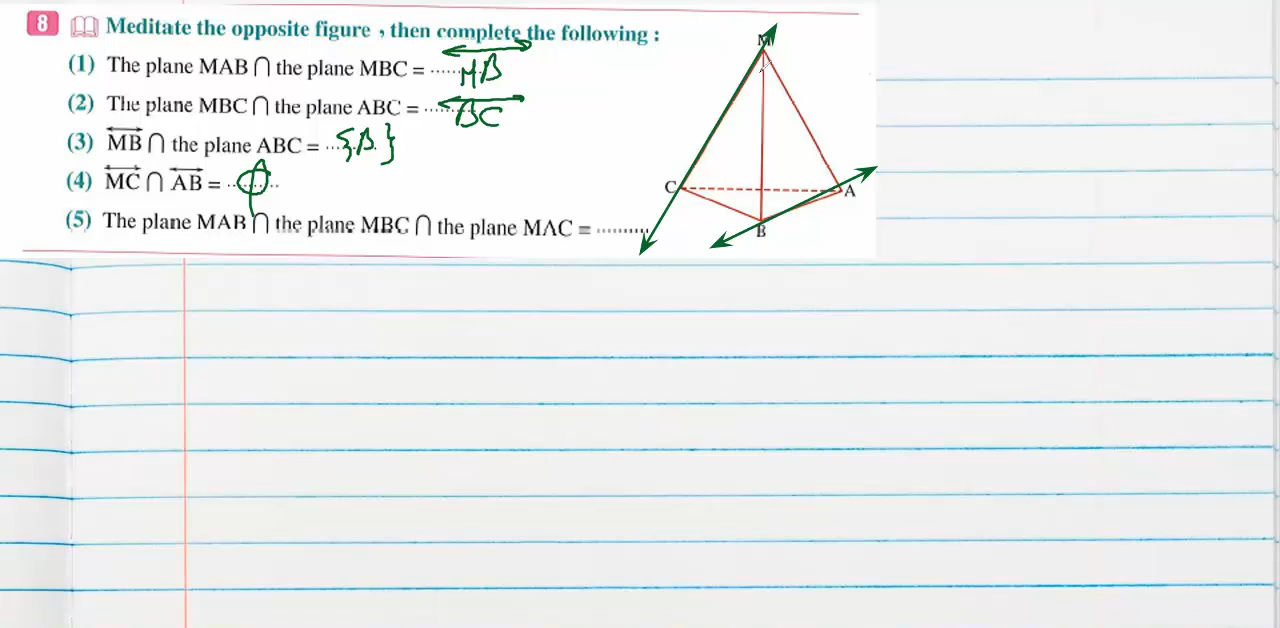 8 Meditate the opposite figure , then complete the following :
(1) The plane MAB ⋂ the plane MBC = ...... MB
(2) The plane MBC ⋂ the plane ABC = ...... BC
(3) MB ⋂ the plane ABC = ... {B}
(4) MC ⋂ AB = ... ϕ ...
(5) The plane MAB ⋂ the plane MBC ⋂ the plane MAC = ..........
M
C
A
B